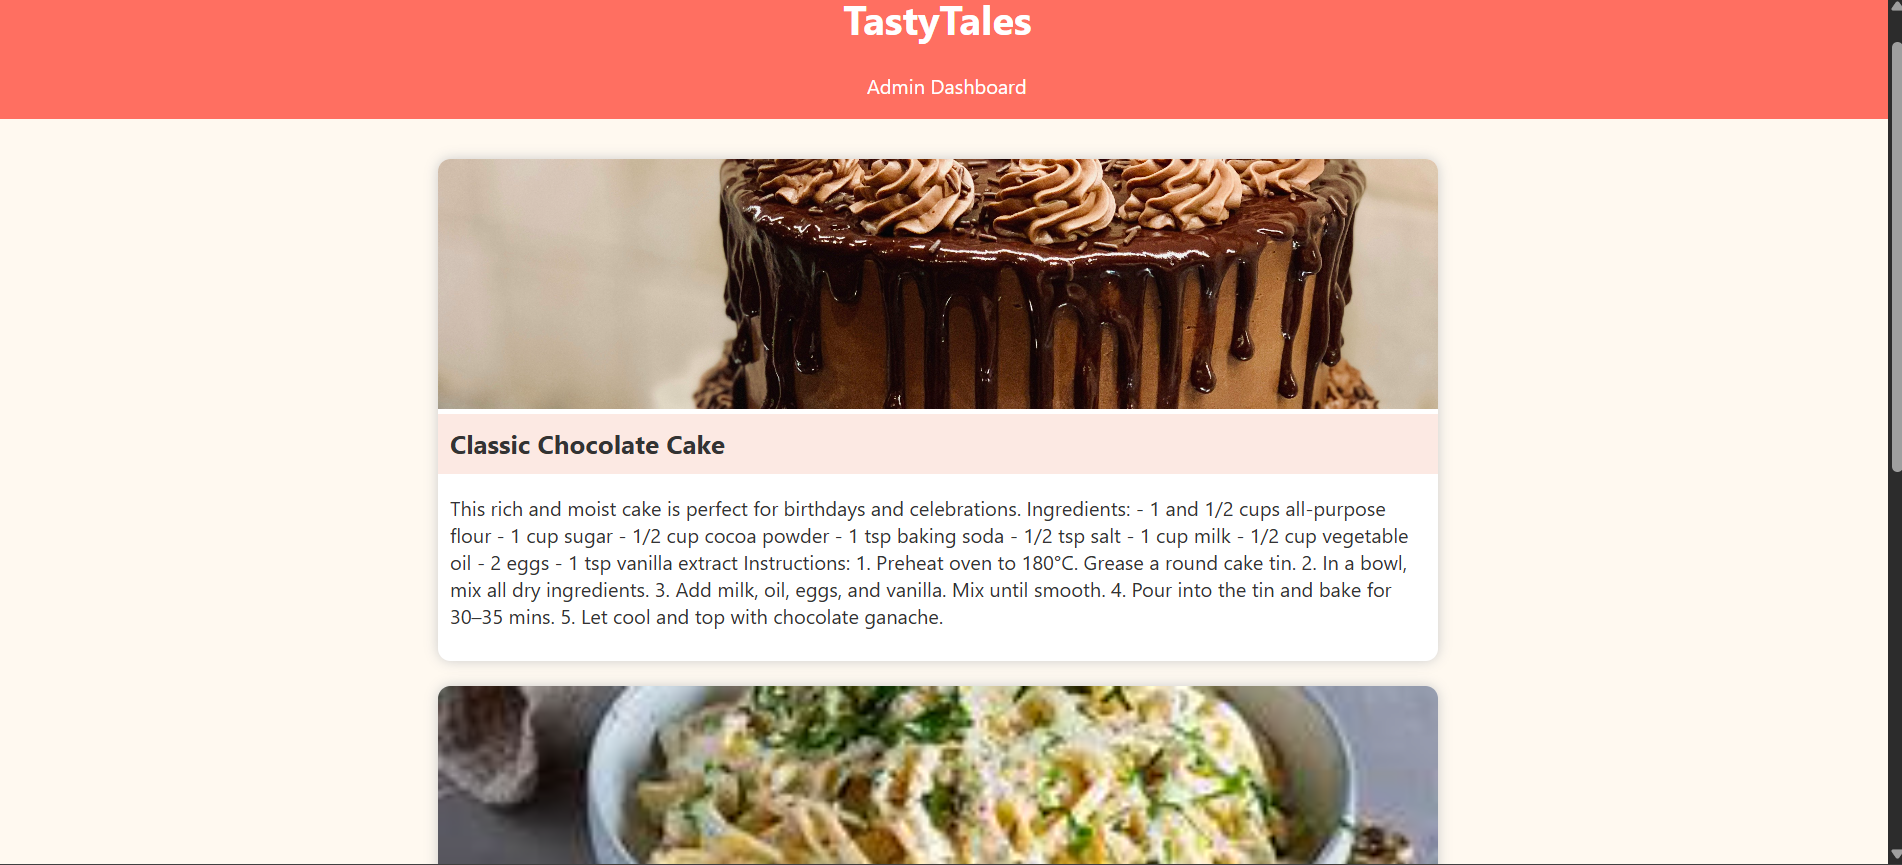 TastyTales
Admin Dashboard
Classic Chocolate Cake
This rich and moist cake is perfect for birthdays and celebrations. Ingredients: - 1 and 1/2 cups all-purpose
flour - 1 cup sugar - 1/2 cup cocoa powder - 1 tsp baking soda - 1/2 tsp salt - 1 cup milk - 1/2 cup vegetable
oil - 2 eggs - 1 tsp vanilla extract Instructions: 1. Preheat oven to 180°C. Grease a round cake tin. 2. In a bowl,
mix all dry ingredients. 3. Add milk, oil, eggs, and vanilla. Mix until smooth. 4. Pour into the tin and bake for
30–35 mins. 5. Let cool and top with chocolate ganache.